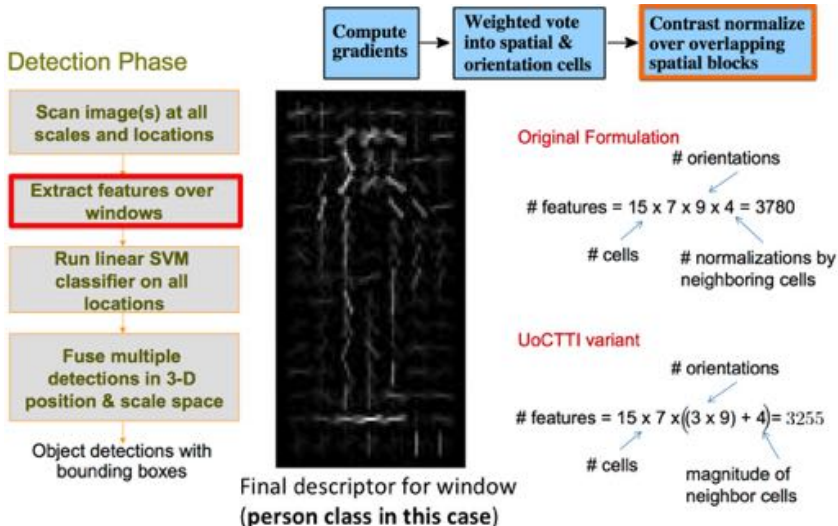 Compute
gradients
Weighted vote
into spatial &
orientation cells
Contrast normalize
over overlapping
spatial blocks
Detection Phase
Scan image(s) at all
scales and locations
Extract features over
windows
Run linear SVM
classifier on all
locations
Fuse multiple
detections in 3-D
position & scale space
Object detections with
bounding boxes
Final descriptor for window
(person class in this case)
Original Formulation
# orientations
# features = 15 x 7 x 9 x 4 = 3780
# cells
# normalizations by
neighboring cells
UoCTTI variant
# orientations
# features = 15 x 7 x((3 x 9) + 4)= 3255
# cells
magnitude of
neighbor cells